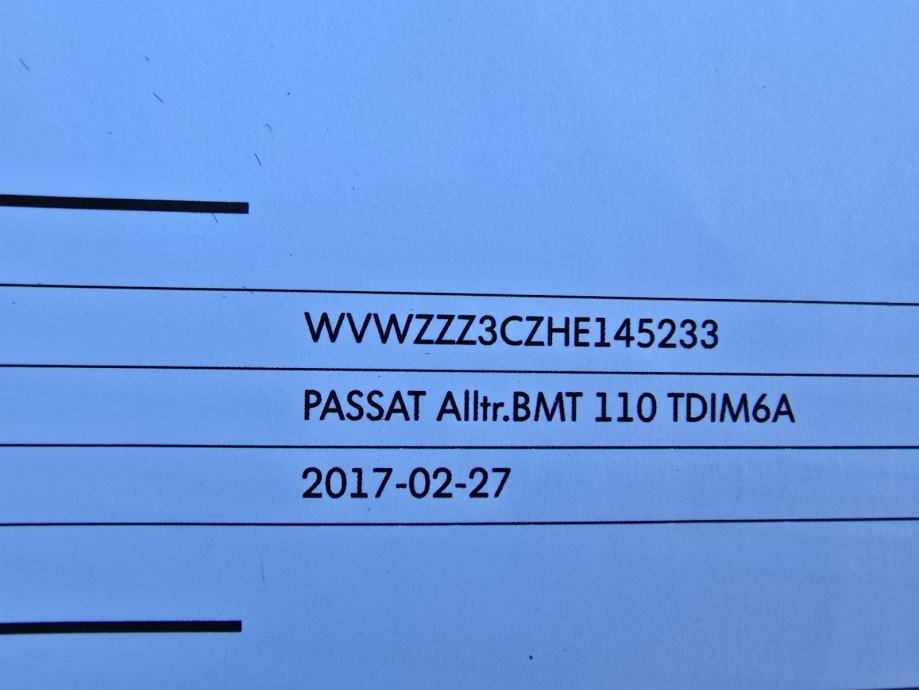 WVWZZZ3CZHE145233
PASSAT Alltr.BMT 110 TDIM6A
2017-02-27